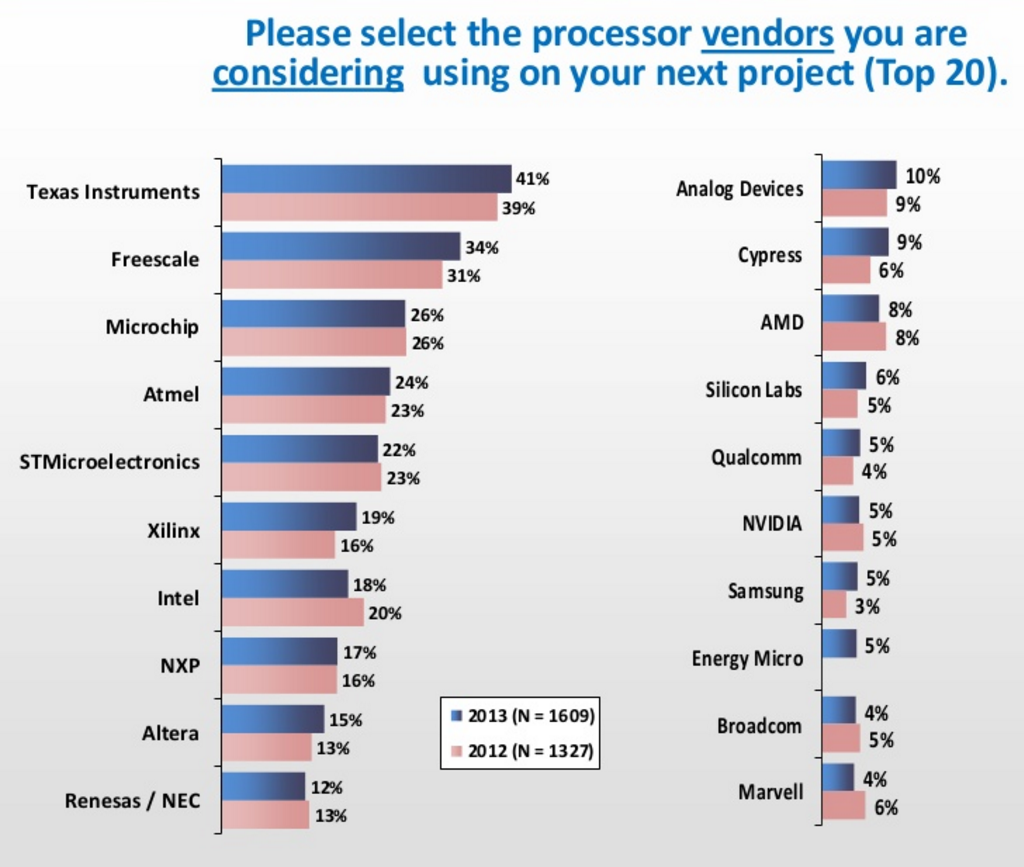 Please select the processor vendors you are
considering using on your next project (Top 20).
Texas Instruments
41%
39%
Freescale
34%
31%
Microchip
26%
26%
Atmel
24%
23%
STMicroelectronics
22%
23%
Xilinx
19%
16%
Intel
18%
20%
NXP
17%
16%
Altera
15%
13%
Renesas / NEC
12%
13%
2013 (N = 1609)
2012 (N = 1327)
Analog Devices
10%
9%
Cypress
9%
6%
AMD
8%
8%
Silicon Labs
6%
5%
Qualcomm
5%
4%
NVIDIA
5%
5%
Samsung
5%
3%
Energy Micro
5%
Broadcom
4%
5%
Marvell
4%
6%